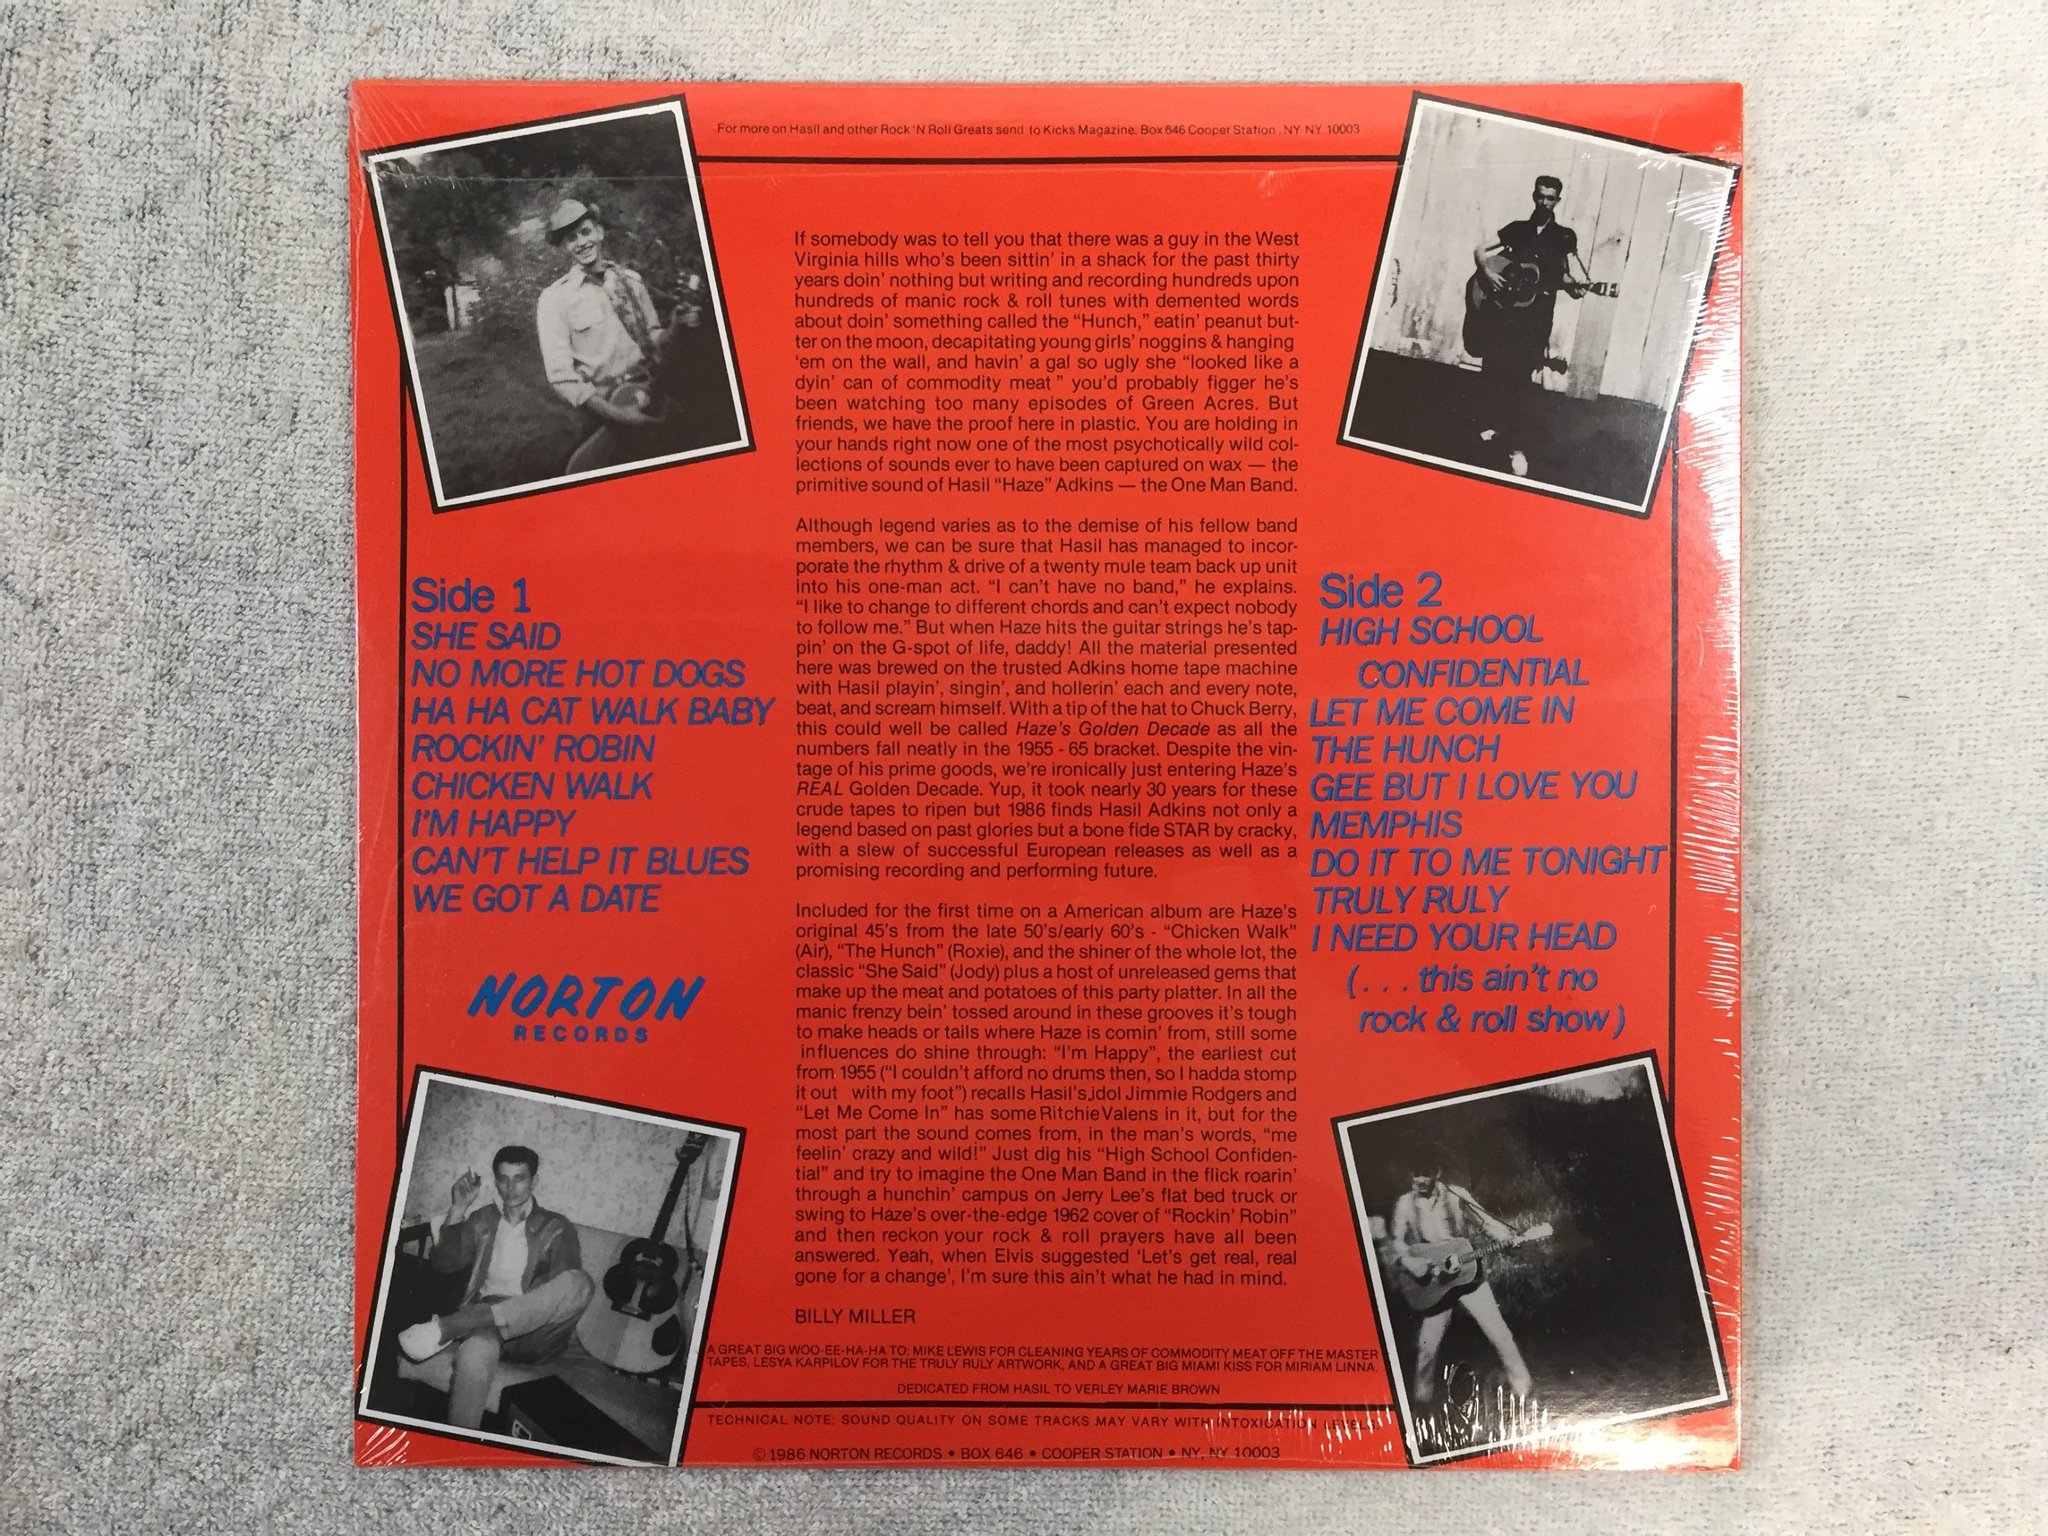 For more on Hasil and other Rock 'N Roll Greats send to Kicks Magazine, Box 646 Cooper Station, NY NY 10003
If somebody was to tell you that there was a guy in the West
Virginia hills who's been sittin' in a shack for the past thirty
years doin' nothing but writing and recording hundreds upon
hundreds of manic rock & roll tunes with demented words
about doin' something called the "Hunch," eatin' peanut but-
ter on the moon, decapitating young girls' noggins & hanging
'em on the wall, and havin' a gal so ugly she "looked like a
dyin' can of commodity meat" you'd probably figger he's
been watching too many episodes of Green Acres. But
friends, we have the proof here in plastic. You are holding in
your hands right now one of the most psychotically wild col-
lections of sounds ever to have been captured on wax — the
primitive sound of Hasil "Haze" Adkins — the One Man Band.
Although legend varies as to the demise of his fellow band
members, we can be sure that Hasil has managed to incor-
porate the rhythm & drive of a twenty mule team back up unit
into his one-man act. "I can't have no band," he explains.
"I like to change to different chords and can't expect nobody
to follow me." But when Haze hits the guitar strings he's tap-
pin' on the G-spot of life, daddy! All the material presented
here was brewed on the trusted Adkins home tape machine
with Hasil playin', singin', and hollerin' each and every note,
beat, and scream himself. With a tip of the hat to Chuck Berry,
this could well be called Haze's Golden Decade as all the
numbers fall neatly in the 1955 - 65 bracket. Despite the vin-
tage of his prime goods, we're ironically just entering Haze's
REAL Golden Decade. Yup, it took nearly 30 years for these
crude tapes to ripen but 1986 finds Hasil Adkins not only a
legend based on past glories but a bone fide STAR by cracky,
with a slew of successful European releases as well as a
promising recording and performing future.
Included for the first time on a American album are Haze's
original 45's from the late 50's/early 60's - "Chicken Walk"
(Air), "The Hunch" (Roxie), and the shiner of the whole lot, the
classic "She Said" (Jody) plus a host of unreleased gems that
make up the meat and potatoes of this party platter. In all the
manic frenzy bein' tossed around in these grooves it's tough
to make heads or tails where Haze is comin' from, still some
influences do shine through: "I'm Happy", the earliest cut
from 1955 ("I couldn't afford no drums then, so I hadda stomp
it out with my foot") recalls Hasil's idol Jimmie Rodgers and
"Let Me Come In" has some Ritchie Valens in it, but for the
most part the sound comes from, in the man's words, "me
feelin' crazy and wild!" Just dig his "High School Confiden-
tial" and try to imagine the One Man Band in the flick roarin'
through a hunchin' campus on Jerry Lee's flat bed truck or
swing to Haze's over-the-edge 1962 cover of "Rockin' Robin"
and then reckon your rock & roll prayers have all been
answered. Yeah, when Elvis suggested 'Let's get real, real
gone for a change', I'm sure this ain't what he had in mind.
BILLY MILLER
Side 1
SHE SAID
NO MORE HOT DOGS
HA HA CAT WALK BABY
ROCKIN' ROBIN
CHICKEN WALK
I'M HAPPY
CAN'T HELP IT BLUES
WE GOT A DATE
NORTON
RECORDS
Side 2
HIGH SCHOOL
CONFIDENTIAL
LET ME COME IN
THE HUNCH
GEE BUT I LOVE YOU
MEMPHIS
DO IT TO ME TONIGHT
TRULY RULY
I NEED YOUR HEAD
(. . . this ain't no
rock & roll show)
A GREAT BIG WOO-EE-HA-HA TO: MIKE LEWIS FOR CLEANING YEARS OF COMMODITY MEAT OFF THE MASTER
TAPES, LESYA KARPILOV FOR THE TRULY RULY ARTWORK, AND A GREAT BIG MIAMI KISS FOR MIRIAM LINNA.
DEDICATED FROM HASIL TO VERLEY MARIE BROWN
TECHNICAL NOTE: SOUND QUALITY ON SOME TRACKS MAY VARY WITH INTOXICATION LEVELS.
© 1986 NORTON RECORDS • BOX 646 • COOPER STATION • NY, NY 10003